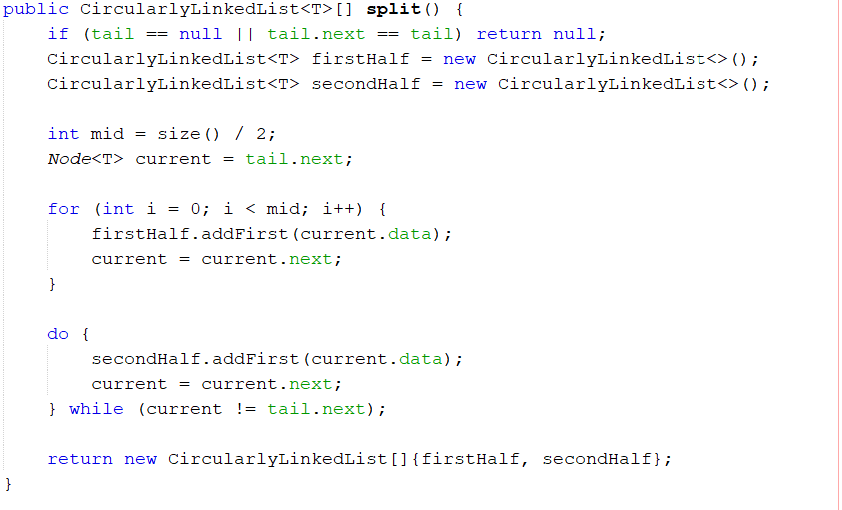 public CircularlyLinkedList<T>[] split() {
    if (tail == null || tail.next == tail) return null;
    CircularlyLinkedList<T> firstHalf = new CircularlyLinkedList<>();
    CircularlyLinkedList<T> secondHalf = new CircularlyLinkedList<>();

    int mid = size() / 2;
    Node<T> current = tail.next;

    for (int i = 0; i < mid; i++) {
        firstHalf.addFirst(current.data);
        current = current.next;
    }

    do {
        secondHalf.addFirst(current.data);
        current = current.next;
    } while (current != tail.next);

    return new CircularlyLinkedList[]{firstHalf, secondHalf};
}